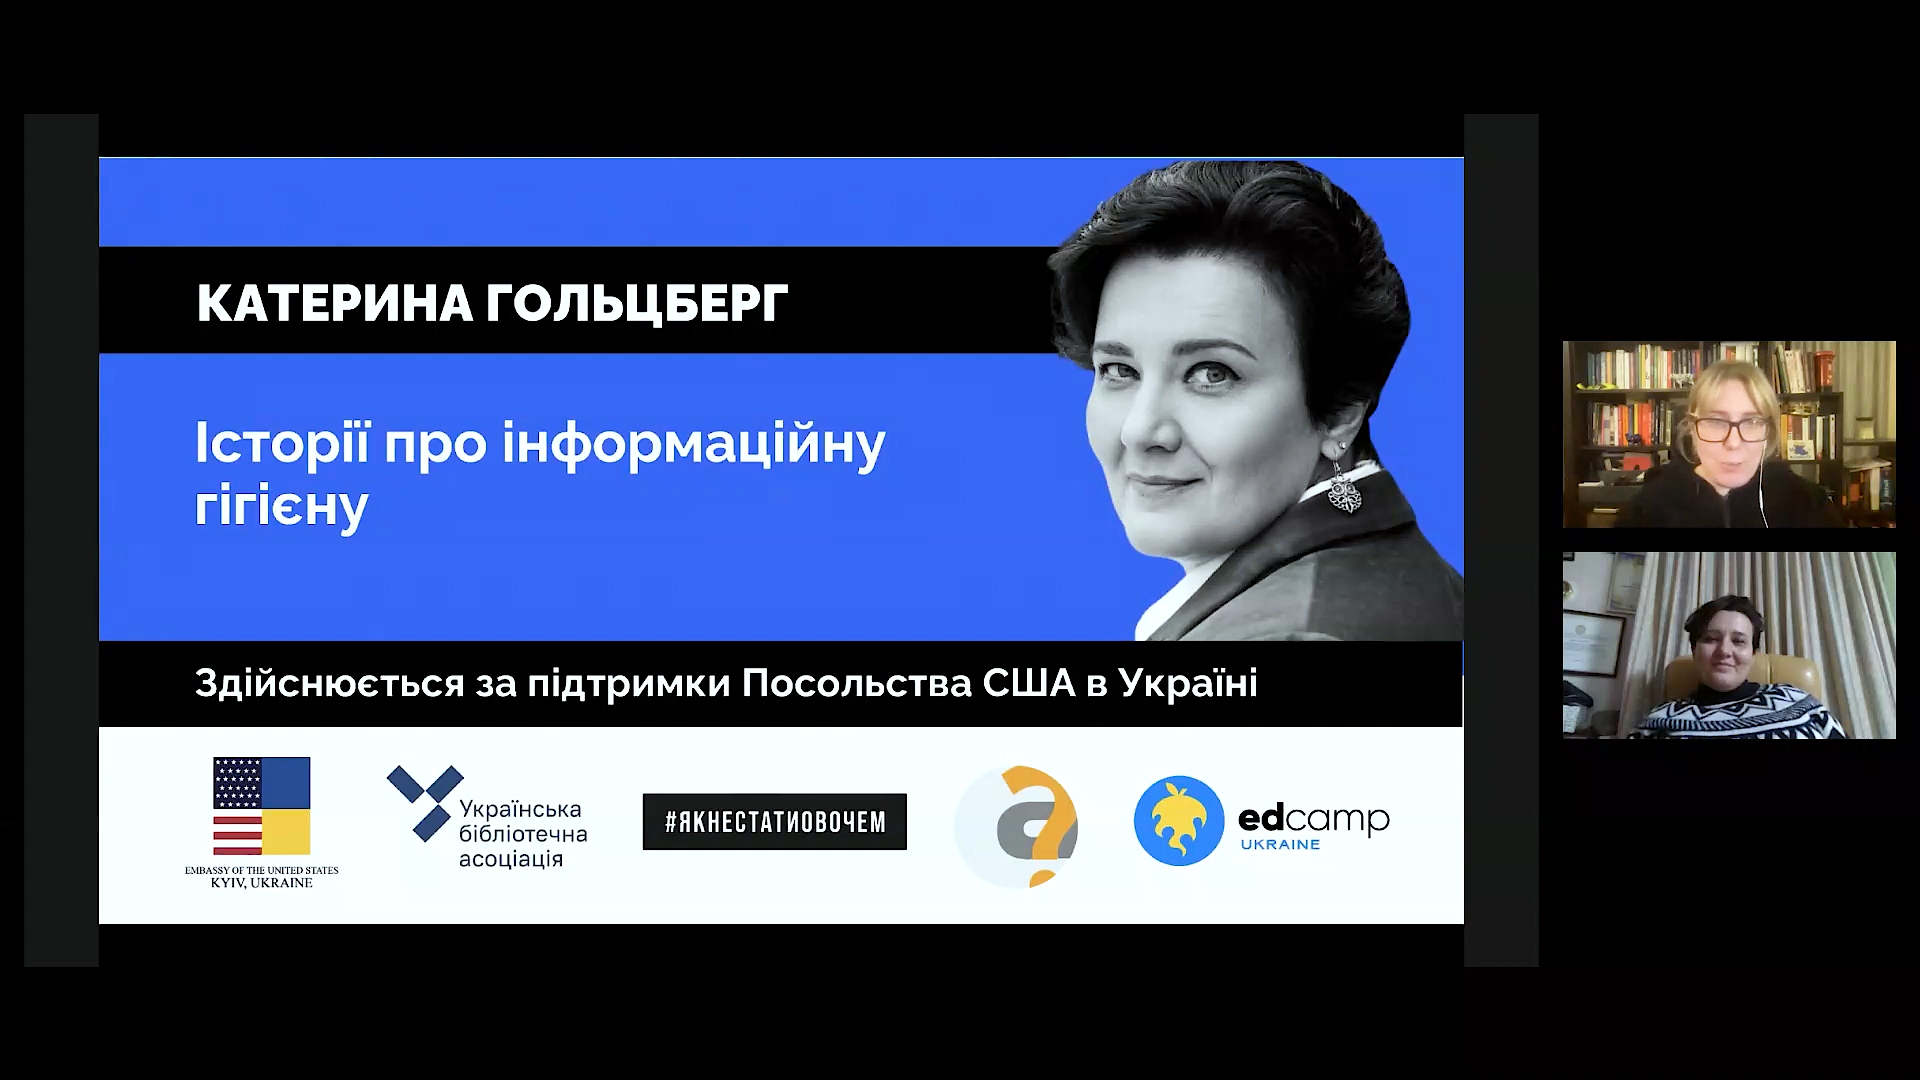 КАТЕРИНА ГОЛЬЦБЕРГ
Історії про інформаційну
гігієну
Здійснюється за підтримки Посольства США в Україні
EMBASSY OF THE UNITED STATES
KYIV, UKRAINE
Українська
бібліотечна
асоціація
#ЯКНЕСТАТИОВОЧЕМ
a?
edcamp
UKRAINE